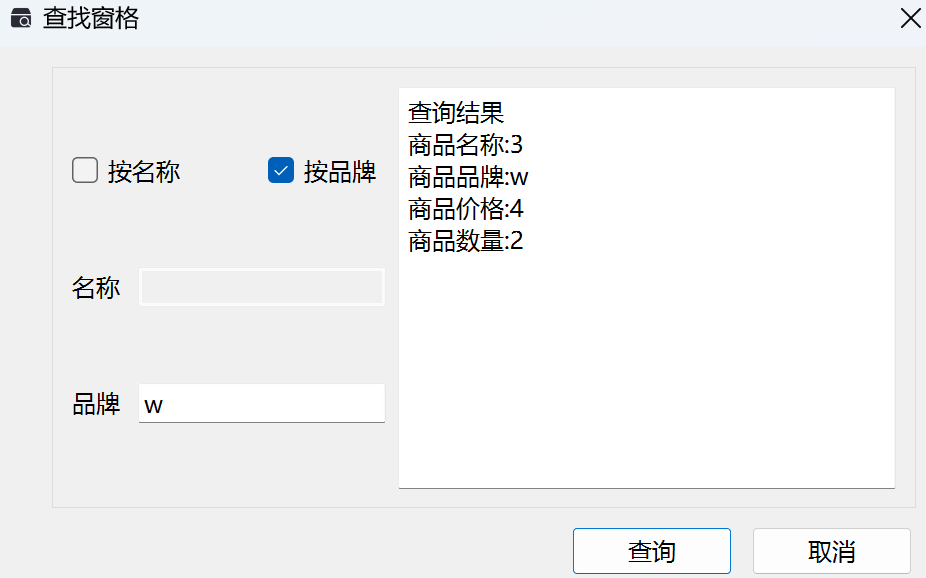 查找窗格
按名称
按品牌
名称
品牌 w
查询结果
商品名称:3
商品品牌:w
商品价格:4
商品数量:2
查询
取消